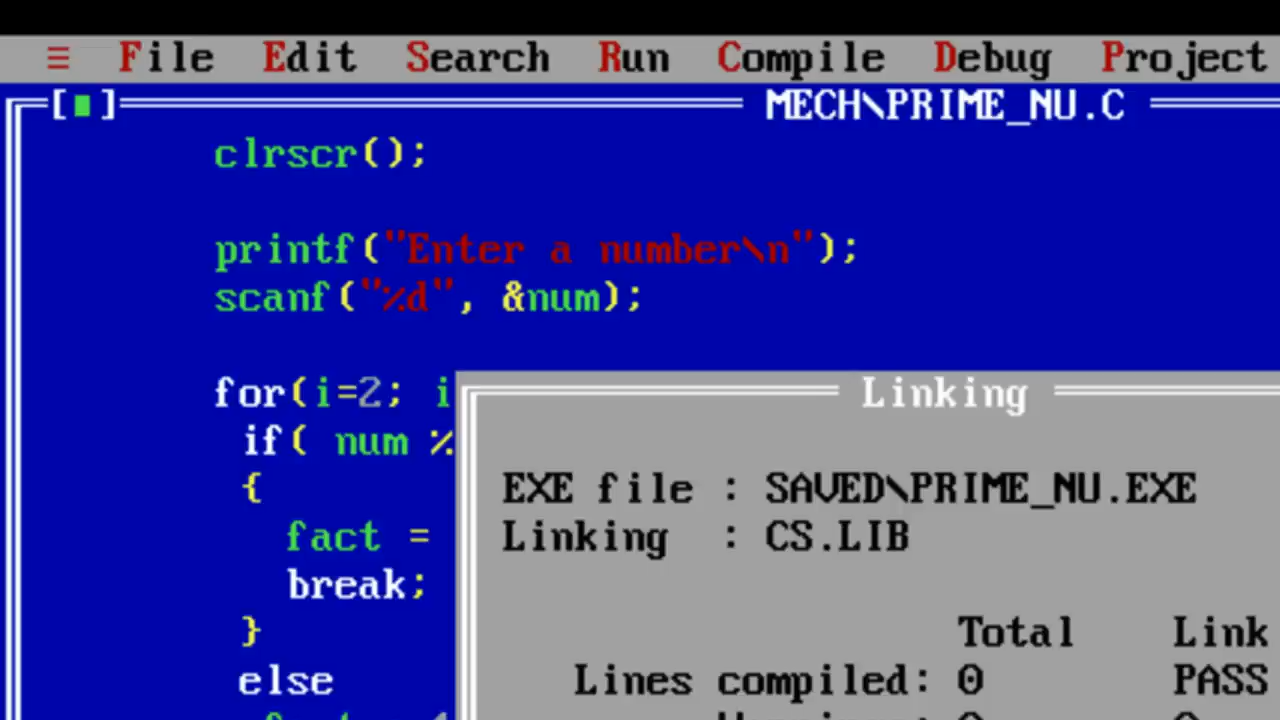 ≡ File Edit Search Run Compile Debug Project
[■] MECH\PRIME_NU.C
clrscr();
printf("Enter a number\n");
scanf("%d", &num);
for(i=2; i
Linking
if( num %
{
EXE file : SAVED\PRIME_NU.EXE
fact =
Linking : CS.LIB
break;
}
Total Link
else
Lines compiled: 0 PASS